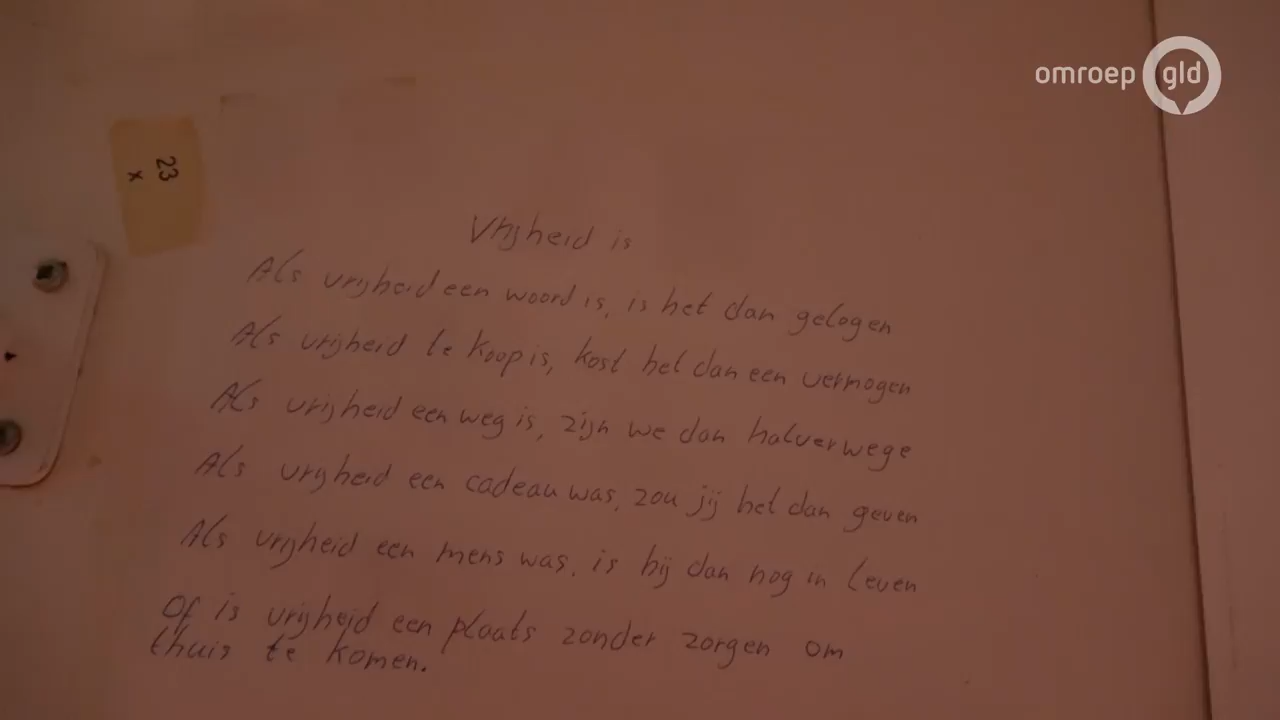 omroep gld
23
x
Vrijheid is
Als vrijheid een woord is, is het dan gelogen
Als vrijheid te koop is, kost het dan een vermogen
Als vrijheid een weg is, zijn we dan halverwege
Als vrijheid een cadeau was, zou jij het dan geven
Als vrijheid een mens was, is hij dan nog in leven
Of is vrijheid een plaats zonder zorgen om
thuis te komen.